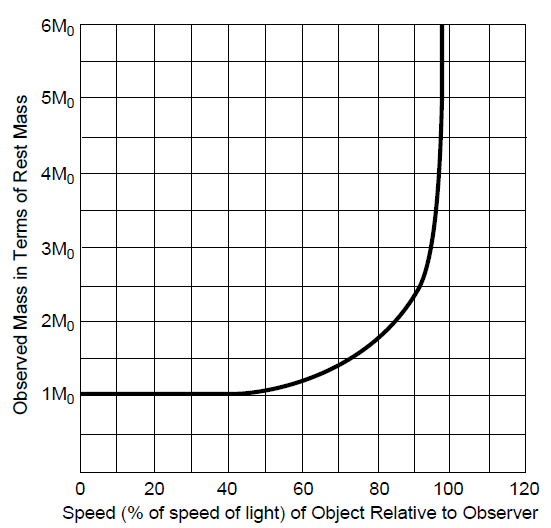 6M0
5M0
4M0
3M0
2M0
1M0
Observed Mass in Terms of Rest Mass
0 20 40 60 80 100 120
Speed (% of speed of light) of Object Relative to Observer